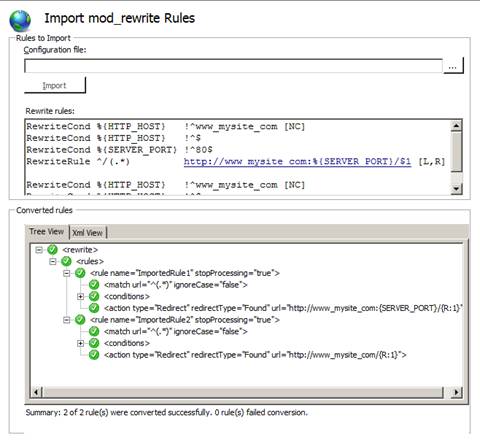 Import mod_rewrite Rules
Rules to Import
Configuration file:
...
Import
Rewrite rules:
RewriteCond %{HTTP_HOST} !^www_mysite_com [NC]
RewriteCond %{HTTP_HOST} !^$
RewriteCond %{SERVER_PORT} !^80$
RewriteRule ^/(.*) http://www_mysite_com:%{SERVER_PORT}/$1 [L,R]
RewriteCond %{HTTP_HOST} !^www_mysite_com [NC]
Converted rules
Tree View Xml View
<rewrite>
<rules>
<rule name="ImportedRule1" stopProcessing="true">
<match url="^(.*)" ignoreCase="false">
<conditions>
<action type="Redirect" redirectType="Found" url="http://www_mysite_com:{SERVER_PORT}/{R:1}"
<rule name="ImportedRule2" stopProcessing="true">
<match url="^(.*)" ignoreCase="false">
<conditions>
<action type="Redirect" redirectType="Found" url="http://www_mysite_com/{R:1}">
Summary: 2 of 2 rule(s) were converted successfully. 0 rule(s) failed conversion.